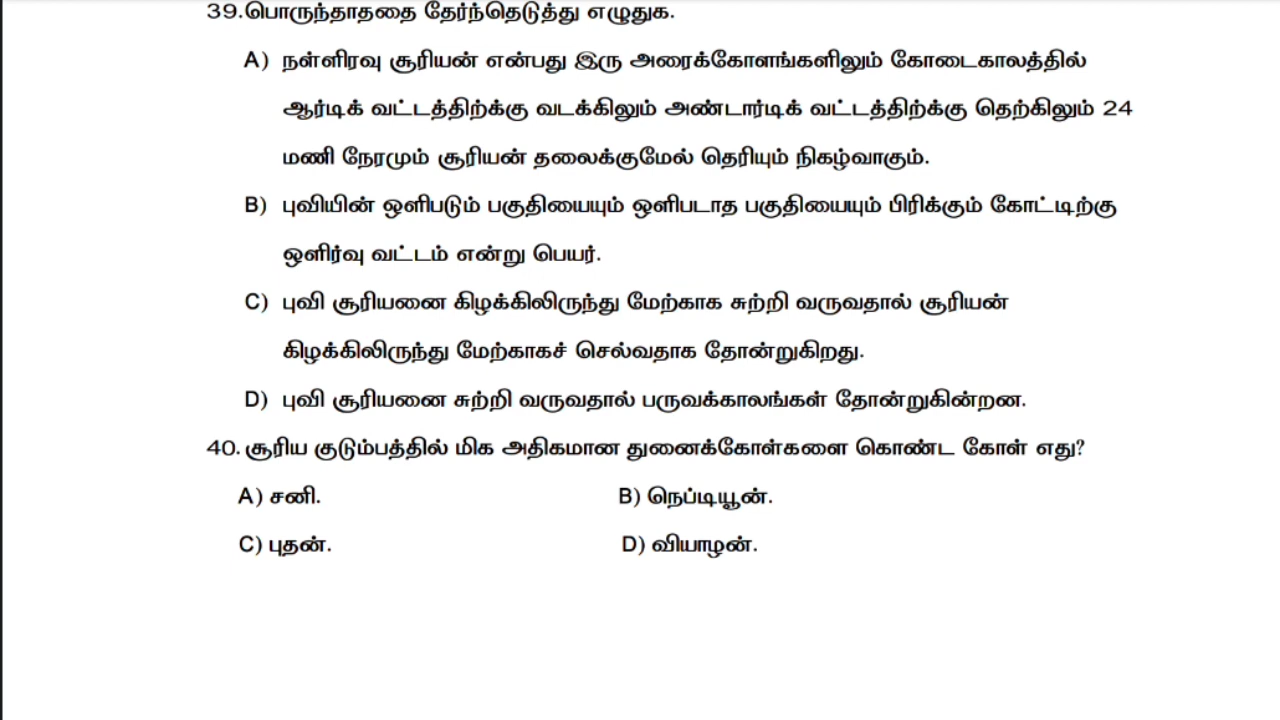 39.பொருந்தாததை தேர்ந்தெடுத்து எழுதுக.
A) நள்ளிரவு சூரியன் என்பது இரு அரைக்கோளங்களிலும் கோடைகாலத்தில்
ஆர்டிக் வட்டத்திற்க்கு வடக்கிலும் அண்டார்டிக் வட்டத்திற்க்கு தெற்கிலும் 24
மணி நேரமும் சூரியன் தலைக்குமேல் தெரியும் நிகழ்வாகும்.
B) புவியின் ஒளிபடும் பகுதியையும் ஒளிபடாத பகுதியையும் பிரிக்கும் கோட்டிற்கு
ஒளிர்வு வட்டம் என்று பெயர்.
C) புவி சூரியனை கிழக்கிலிருந்து மேற்காக சுற்றி வருவதால் சூரியன்
கிழக்கிலிருந்து மேற்காகச் செல்வதாக தோன்றுகிறது.
D) புவி சூரியனை சுற்றி வருவதால் பருவக்காலங்கள் தோன்றுகின்றன.
40. சூரிய குடும்பத்தில் மிக அதிகமான துனைக்கோள்களை கொண்ட கோள் எது?
A) சனி. B) நெப்டியூன்.
C) புதன். D) வியாழன்.